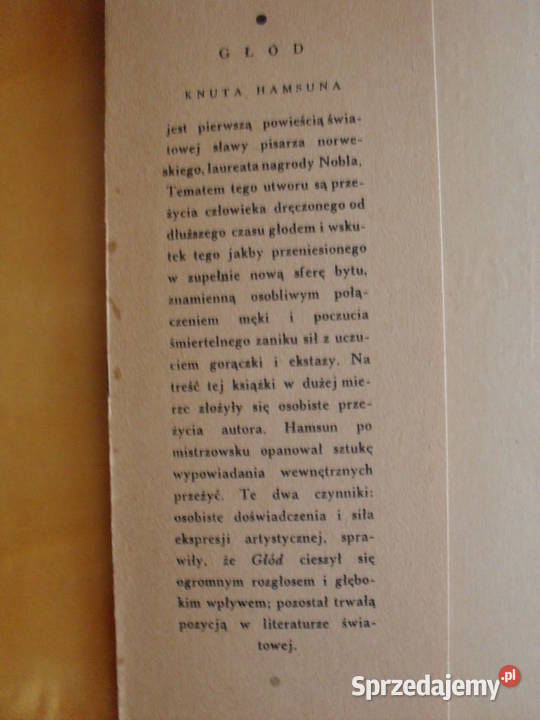 GŁÓD
KNUTA HAMSUNA
jest pierwszą powieścią świa-
towej sławy pisarza norwe-
skiego, laureata nagrody Nobla.
Tematem tego utworu są prze-
życia człowieka dręczonego od
dłuższego czasu głodem i wsku-
tek tego jakby przeniesionego
w zupełnie nową sferę bytu,
znamienną osobliwym połą-
czeniem męki i poczucia
śmiertelnego zaniku sił z uczu-
ciem gorączki i ekstazy. Na
treść tej książki w dużej mie-
rze złożyły się osobiste prze-
życia autora. Hamsun po
mistrzowsku opanował sztukę
wypowiadania wewnętrznych
przeżyć. Te dwa czynniki:
osobiste doświadczenia i siła
ekspresji artystycznej, spra-
wiły, że Głód cieszył się
ogromnym rozgłosem i głębo-
kim wpływem; pozostał trwałą
pozycją w literaturze świa-
towej.
Sprzedajemy.pl